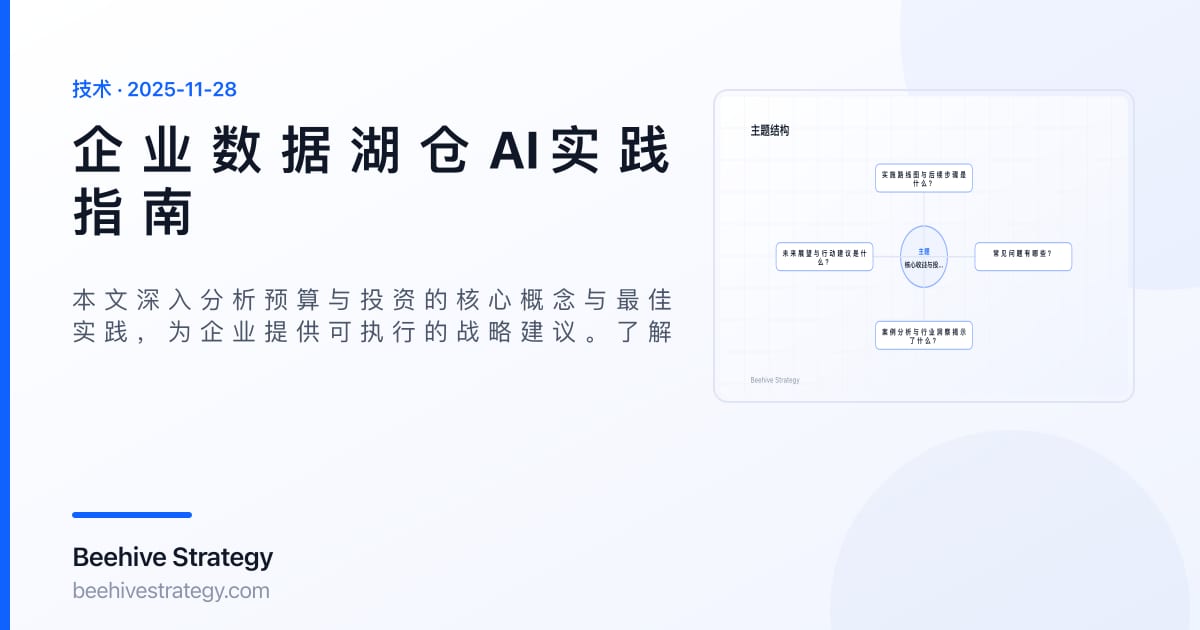 技术 · 2025-11-28
企业数据湖仓AI实践
指南
本文深入分析预算与投资的核心概念与最佳
实践，为企业提供可执行的战略建议。了解
Beehive Strategy
beehivestrategy.com
主题结构
实施路线图与后续步骤是
什么？
未来展望与行动建议是什
么？
主题
核心收益与投...
常见问题有哪些？
案例分析与行业洞察揭示
了什么？
Beehive Strategy